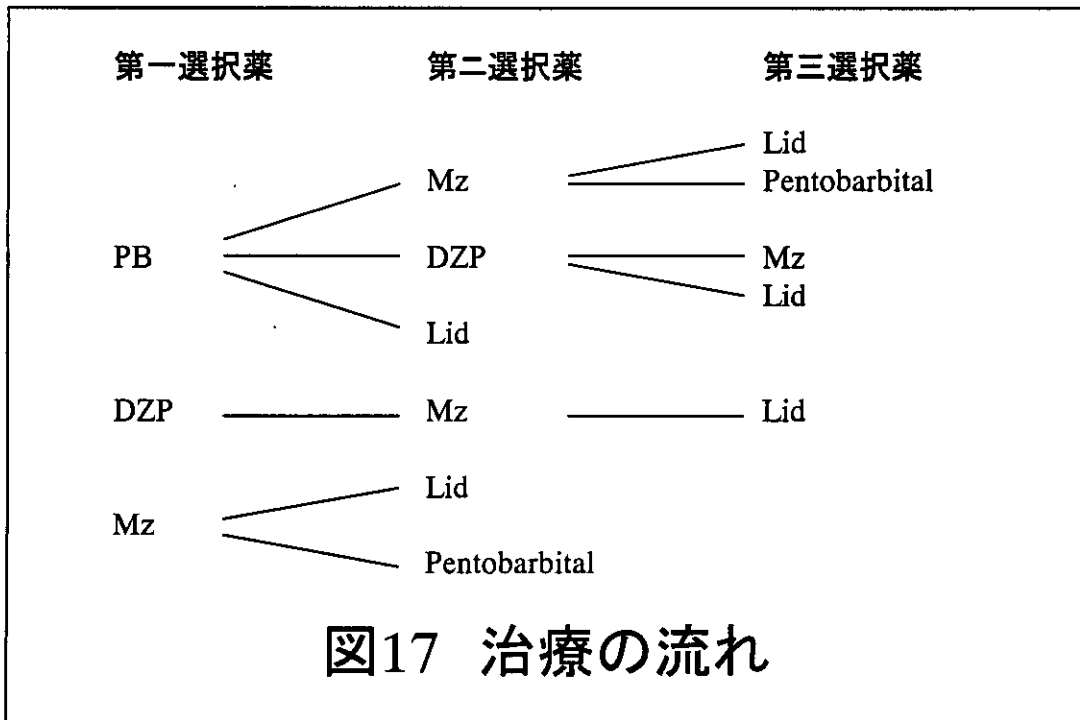 第一選択薬 第二選択薬 第三選択薬
Lid
Mz Pentobarbital
PB DZP Mz
Lid
Lid
DZP Mz Lid
Lid
Mz
Pentobarbital
図17 治療の流れ